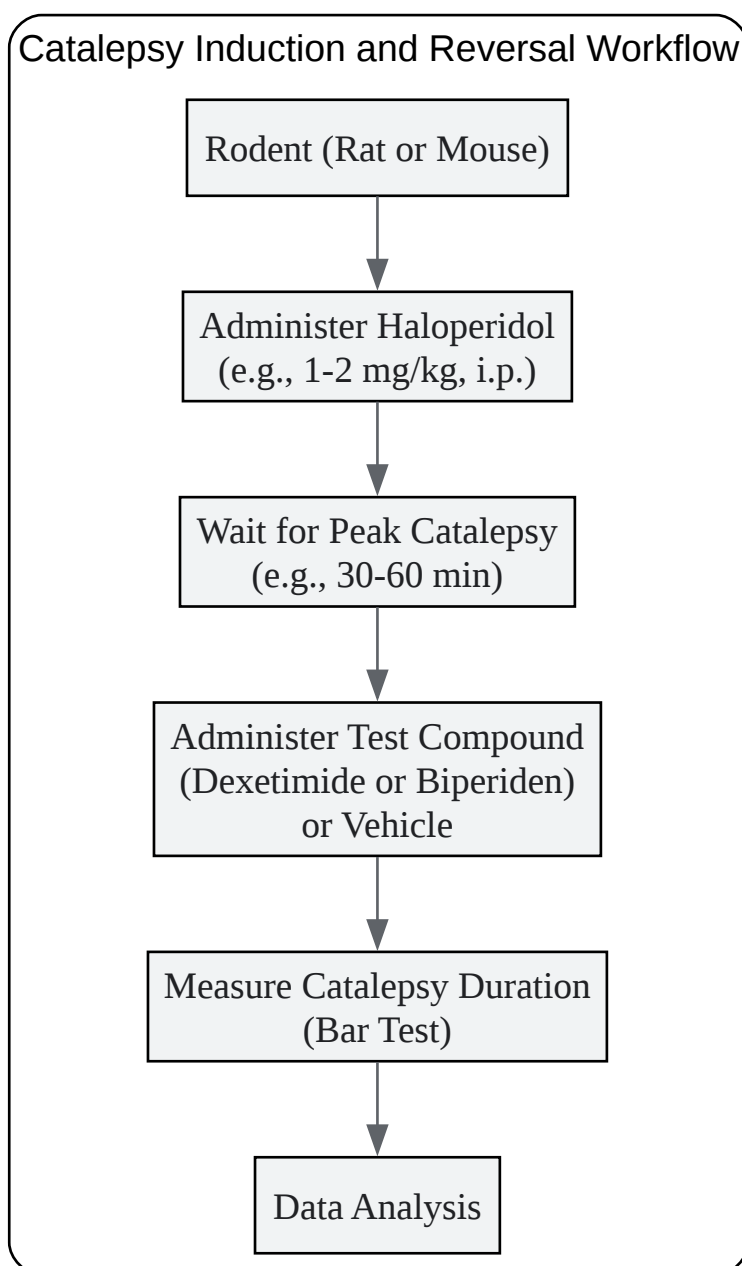 Catalepsy Induction and Reversal Workflow
Rodent (Rat or Mouse)
Administer Haloperidol
(e.g., 1-2 mg/kg, i.p.)
Wait for Peak Catalepsy
(e.g., 30-60 min)
Administer Test Compound
(Dexetimide or Biperiden)
or Vehicle
Measure Catalepsy Duration
(Bar Test)
Data Analysis